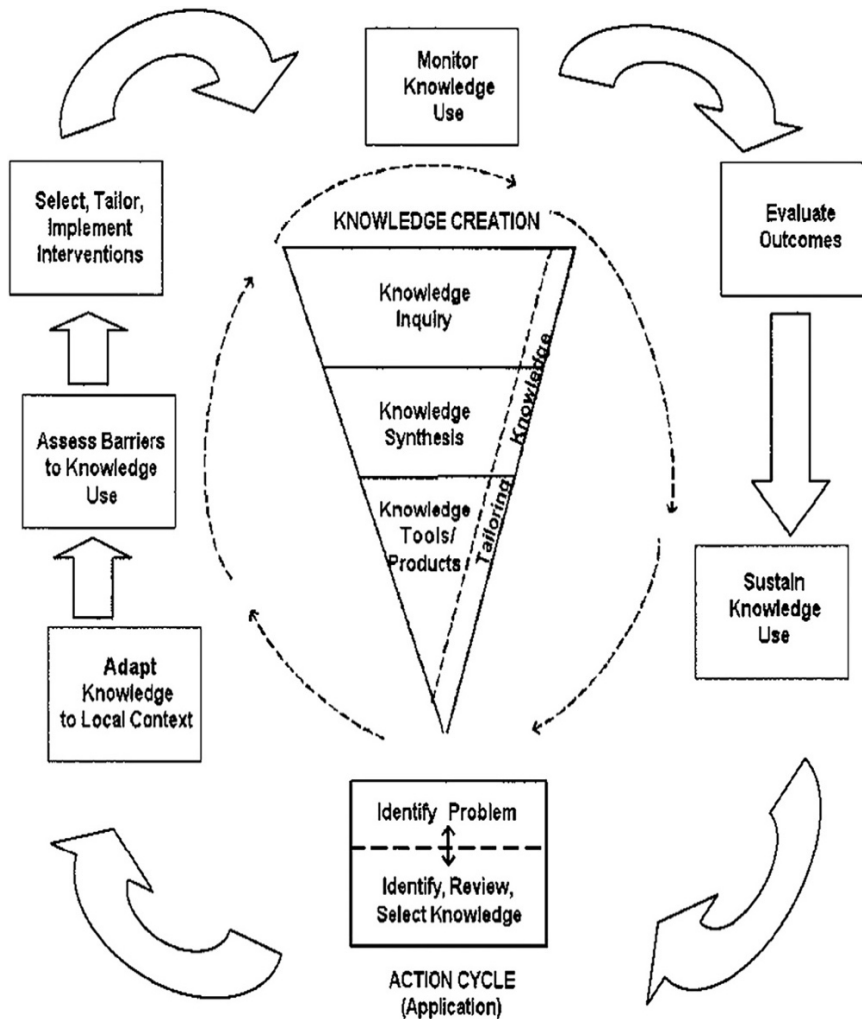 Monitor
Knowledge
Use
Select, Tailor,
Implement
Interventions
Evaluate
Outcomes
KNOWLEDGE CREATION
Knowledge
Inquiry
Knowledge
Synthesis
Knowledge
Tools/
Products
Tailoring Knowledge
Assess Barriers
to Knowledge
Use
Sustain
Knowledge
Use
Adapt
Knowledge
to Local Context
Identify Problem
Identify, Review,
Select Knowledge
ACTION CYCLE
(Application)